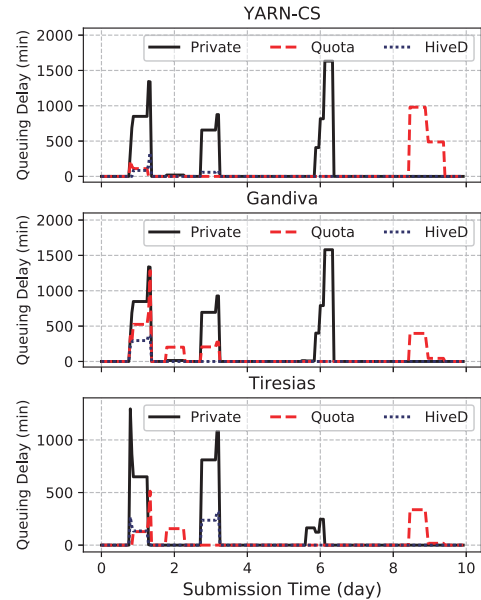 YARN-CS
2000
1500
1000
500
0
Queuing Delay (min)
Private Quota HiveD
Gandiva
2000
1500
1000
500
0
Queuing Delay (min)
Private Quota HiveD
Tiresias
1000
500
0
Queuing Delay (min)
Private Quota HiveD
0 2 4 6 8 10
Submission Time (day)